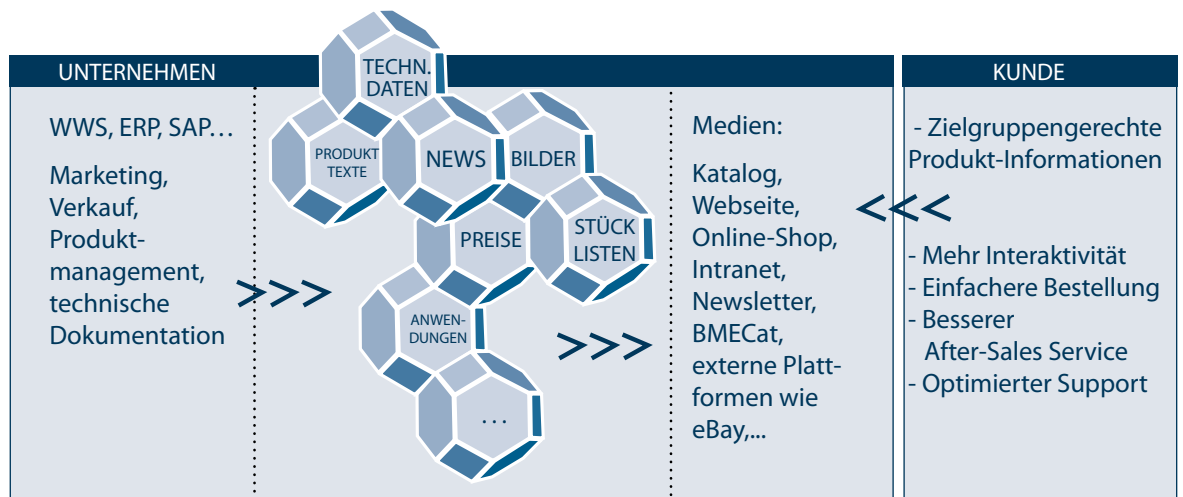 UNTERNEHMEN
WWS, ERP, SAP…
Marketing,
Verkauf,
Produkt-
management,
technische
Dokumentation
>>>
TECHN.
DATEN
PRODUKT
TEXTE
NEWS
BILDER
PREISE
STÜCK
LISTEN
ANWEN-
DUNGEN
...
>>>
Medien:
Katalog,
Webseite,
Online-Shop,
Intranet,
Newsletter,
BMECat,
externe Platt-
formen wie
eBay,...
<<<
KUNDE
- Zielgruppengerechte
Produkt-Informationen
- Mehr Interaktivität
- Einfachere Bestellung
- Besserer
After-Sales Service
- Optimierter Support